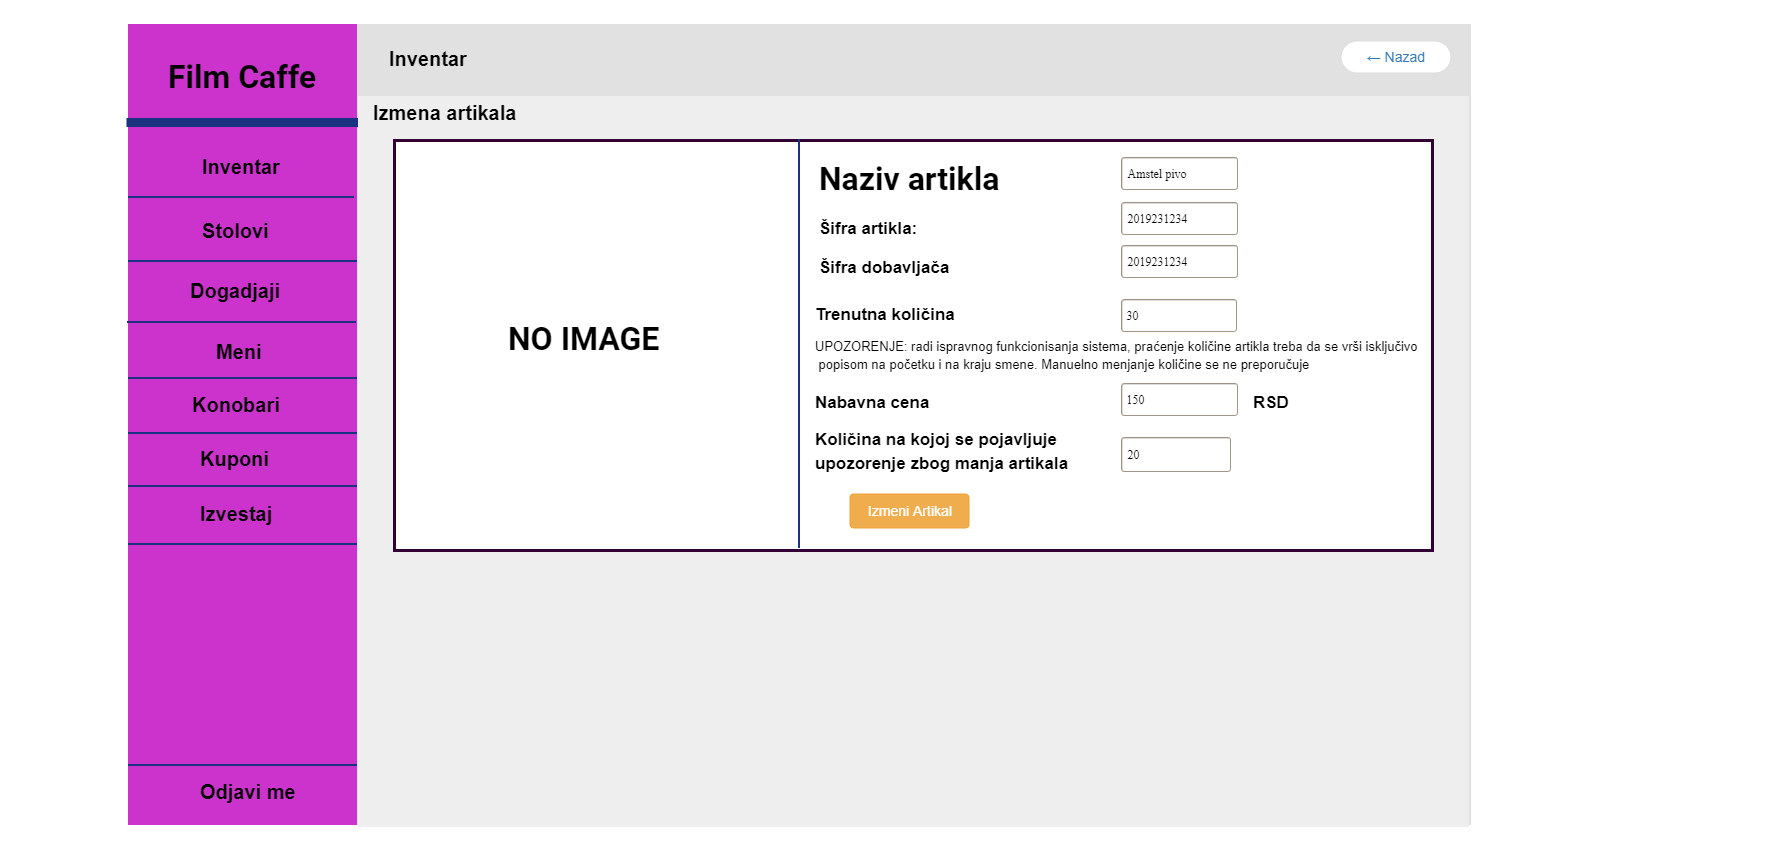 Film Caffe
Inventar
Stolovi
Dogadjaji
Meni
Konobari
Kuponi
Izvestaj
Odjavi me
Inventar
← Nazad
Izmena artikala
NO IMAGE
Naziv artikla
Amstel pivo
Šifra artikla:
2019231234
Šifra dobavljača
2019231234
Trenutna količina
30
UPOZORENJE: radi ispravnog funkcionisanja sistema, praćenje količine artikla treba da se vrši isključivo
popisom na početku i na kraju smene. Manuelno menjanje količine se ne preporučuje
Nabavna cena
150
RSD
Količina na kojoj se pojavljuje
upozorenje zbog manja artikala
20
Izmeni Artikal